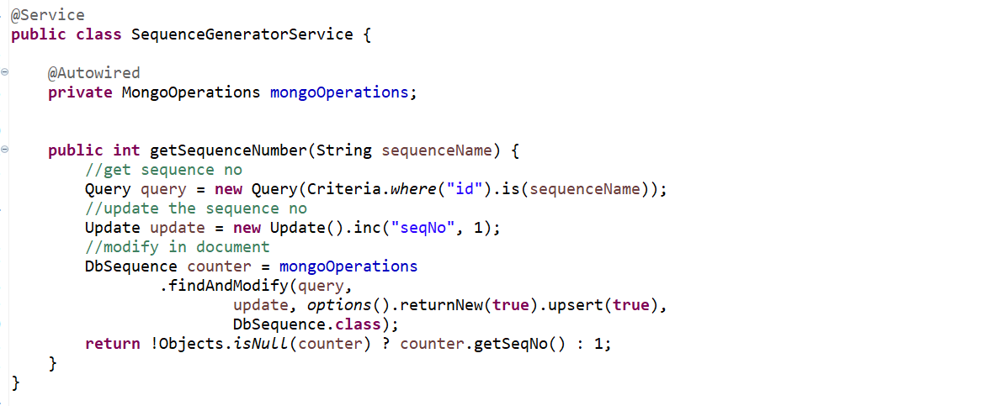 @Service
public class SequenceGeneratorService {
@Autowired
private MongoOperations mongoOperations;
public int getSequenceNumber(String sequenceName) {
//get sequence no
Query query = new Query(Criteria.where("id").is(sequenceName));
//update the sequence no
Update update = new Update().inc("seqNo", 1);
//modify in document
DbSequence counter = mongoOperations
.findAndModify(query,
update, options().returnNew(true).upsert(true),
DbSequence.class);
return !Objects.isNull(counter) ? counter.getSeqNo() : 1;
}
}